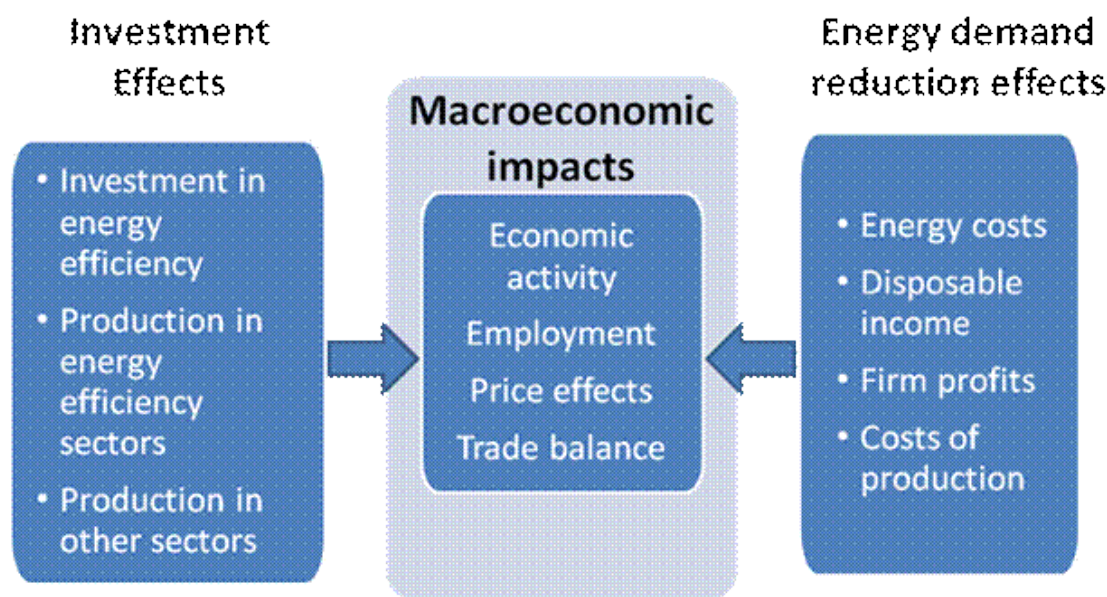 Investment
Effects
• Investment in
energy
efficiency
• Production in
energy
efficiency
sectors
• Production in
other sectors
Macroeconomic
impacts
Economic
activity
Employment
Price effects
Trade balance
Energy demand
reduction effects
• Energy costs
• Disposable
income
• Firm profits
• Costs of
production